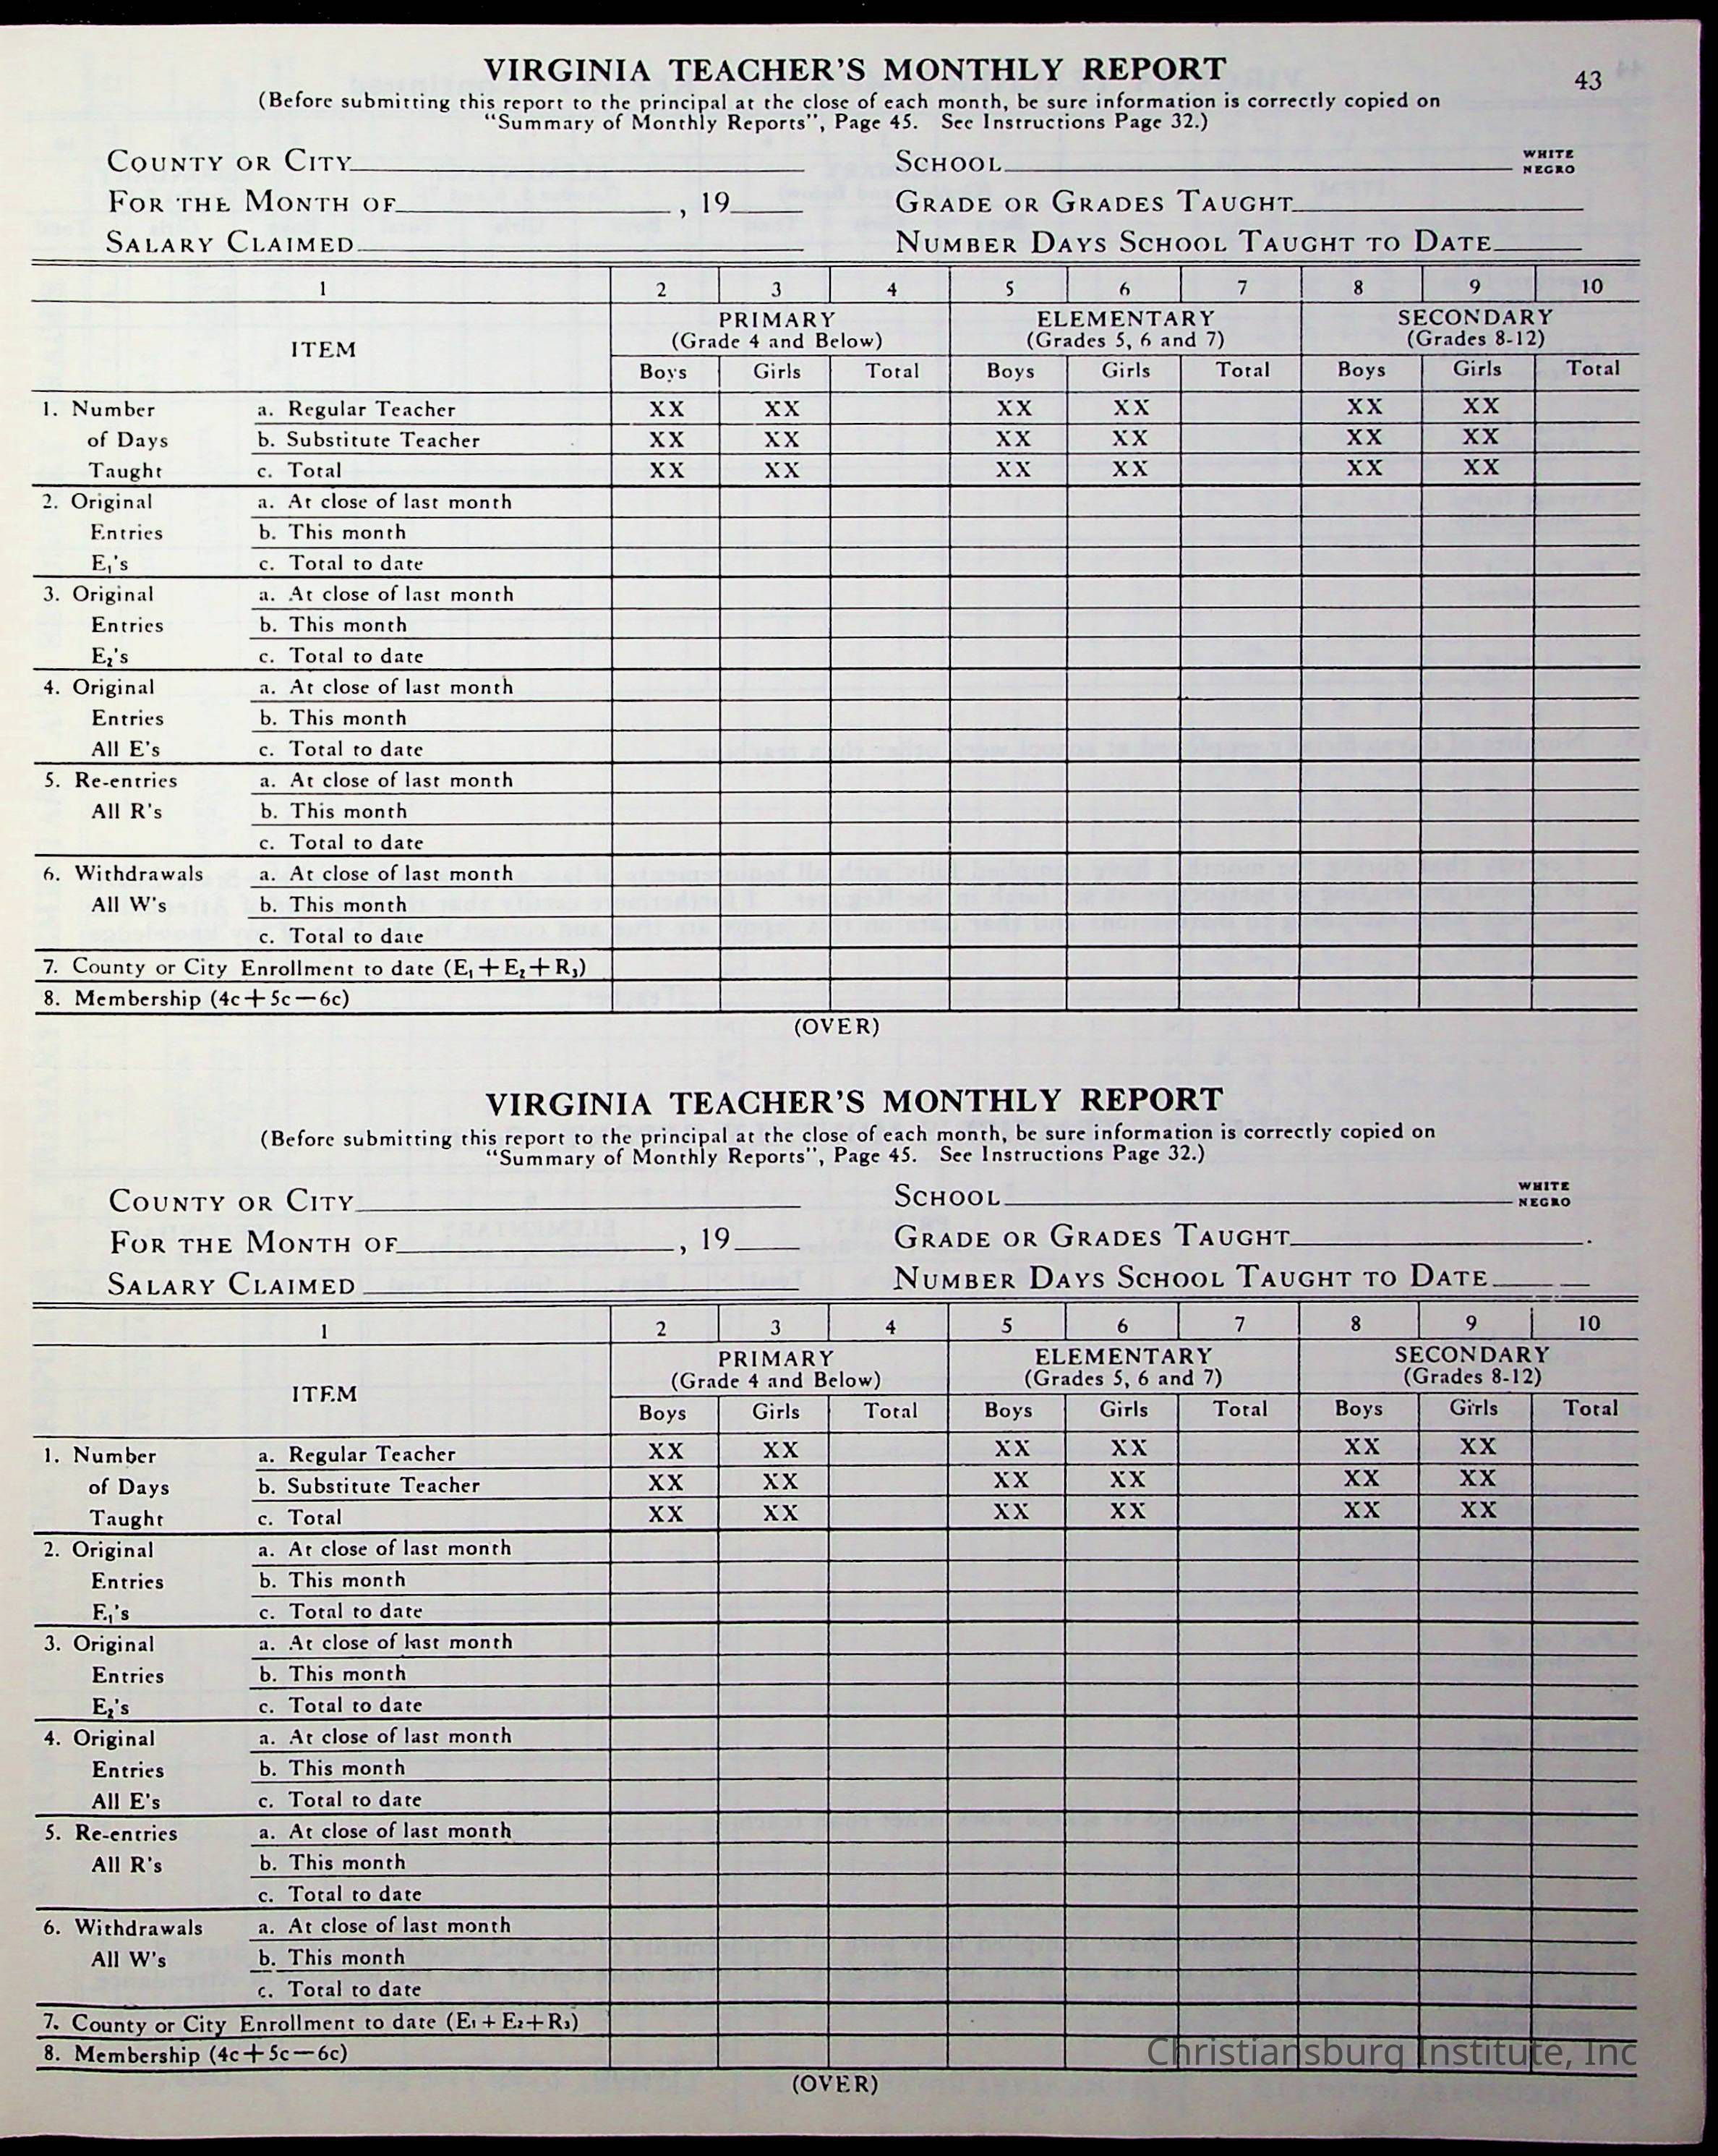 43
VIRGINIA TEACHER'S MONTHLY REPORT
(Before submitting this report to the principal at the close of each month, be sure information is correctly copied on
"Summary of Monthly Reports", Page 45. See Instructions Page 32.)
COUNTY OR CITY SCHOOL WHITE NEGRO
FOR THE MONTH OF , 19 GRADE OR GRADES TAUGHT
SALARY CLAIMED NUMBER DAYS SCHOOL TAUGHT TO DATE
1 2 3 4 5 6 7 8 9 10
ITEM PRIMARY ELEMENTARY SECONDARY
(Grade 4 and Below) (Grades 5, 6 and 7) (Grades 8-12)
Boys Girls Total Boys Girls Total Boys Girls Total
1. Number a. Regular Teacher XX XX XX XX XX XX
of Days b. Substitute Teacher XX XX XX XX XX XX
Taught c. Total XX XX XX XX XX XX
2. Original a. At close of last month
Entries b. This month
E₁'s c. Total to date
3. Original a. At close of last month
Entries b. This month
E₂'s c. Total to date
4. Original a. At close of last month
Entries b. This month
All E's c. Total to date
5. Re-entries a. At close of last month
All R's b. This month
c. Total to date
6. Withdrawals a. At close of last month
All W's b. This month
c. Total to date
7. County or City Enrollment to date (E₁+E₂+R₃)
8. Membership (4c+5c—6c)
(OVER)
VIRGINIA TEACHER'S MONTHLY REPORT
(Before submitting this report to the principal at the close of each month, be sure information is correctly copied on
"Summary of Monthly Reports", Page 45. See Instructions Page 32.)
COUNTY OR CITY SCHOOL WHITE NEGRO
FOR THE MONTH OF , 19 GRADE OR GRADES TAUGHT .
SALARY CLAIMED NUMBER DAYS SCHOOL TAUGHT TO DATE
1 2 3 4 5 6 7 8 9 10
ITEM PRIMARY ELEMENTARY SECONDARY
(Grade 4 and Below) (Grades 5, 6 and 7) (Grades 8-12)
Boys Girls Total Boys Girls Total Boys Girls Total
1. Number a. Regular Teacher XX XX XX XX XX XX
of Days b. Substitute Teacher XX XX XX XX XX XX
Taught c. Total XX XX XX XX XX XX
2. Original a. At close of last month
Entries b. This month
E₁'s c. Total to date
3. Original a. At close of last month
Entries b. This month
E₂'s c. Total to date
4. Original a. At close of last month
Entries b. This month
All E's c. Total to date
5. Re-entries a. At close of last month
All R's b. This month
c. Total to date
6. Withdrawals a. At close of last month
All W's b. This month
c. Total to date
7. County or City Enrollment to date (E₁+E₂+R₃)
8. Membership (4c+5c—6c)
Christiansburg Institute, Inc
(OVER)